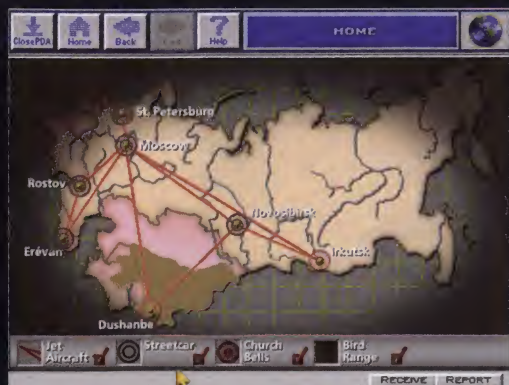 ClosePDA Home Back Help HOME
St. Petersburg
Moscow
Rostov
Novosibirsk
Erévan
Irkutsk
Dushanbe
Jet Aircraft Streetcar Church Bells Bird Range
RECEIVE REPORT